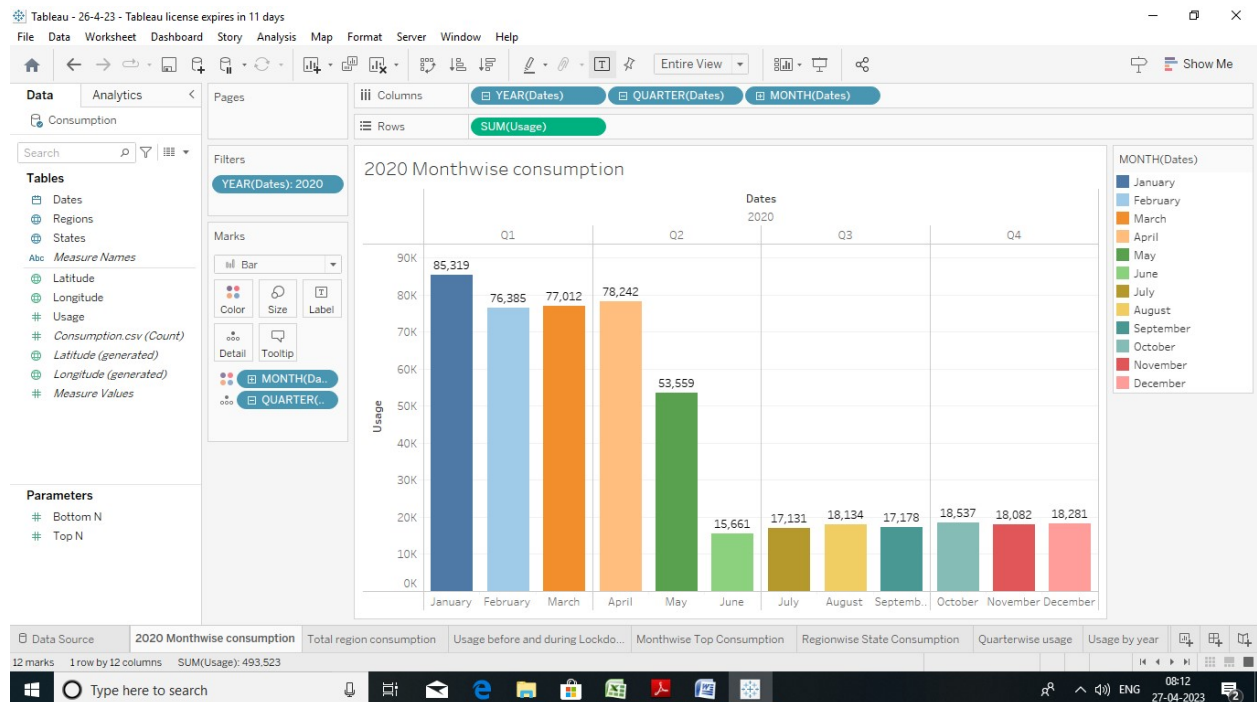 Tableau - 26-4-23 - Tableau license expires in 11 days
File Data Worksheet Dashboard Story Analysis Map Format Server Window Help
Entire View
Show Me
Data Analytics
Consumption
Search
Tables
Dates
Regions
States
Abc Measure Names
Latitude
Longitude
# Usage
# Consumption.csv (Count)
Latitude (generated)
Longitude (generated)
# Measure Values
Parameters
# Bottom N
# Top N
Pages
Filters
YEAR(Dates): 2020
Marks
Bar
Color Size Label
Detail Tooltip
MONTH(Da..
QUARTER(..
Columns YEAR(Dates) QUARTER(Dates) MONTH(Dates)
Rows SUM(Usage)
2020 Monthwise consumption
Dates
2020
Q1 Q2 Q3 Q4
Usage
90K
80K
70K
60K
50K
40K
30K
20K
10K
0K
85,319
76,385
77,012
78,242
53,559
15,661
17,131
18,134
17,178
18,537
18,082
18,281
January February March April May June July August Septemb.. October November December
MONTH(Dates)
January
February
March
April
May
June
July
August
September
October
November
December
Data Source 2020 Monthwise consumption Total region consumption Usage before and during Lockdo... Monthwise Top Consumption Regionwise State Consumption Quarterwise usage Usage by year
12 marks 1 row by 12 columns SUM(Usage): 493,523
Type here to search
ENG
08:12
27-04-2023
2